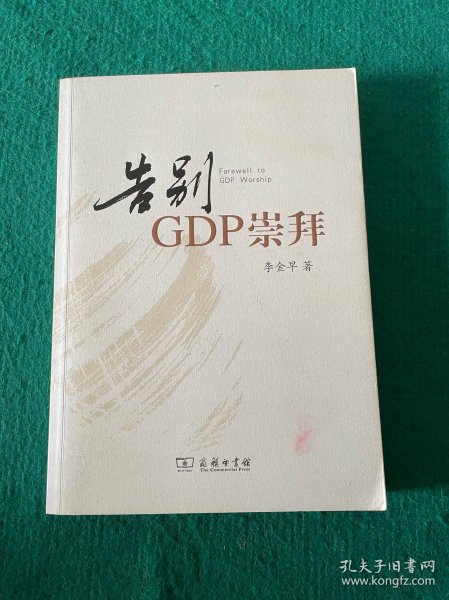 告别
Farewell to
GDP Worship
GDP崇拜
李金早 著
商务印书馆
The Commercial Press
孔夫子旧书网
www.kongfz.com